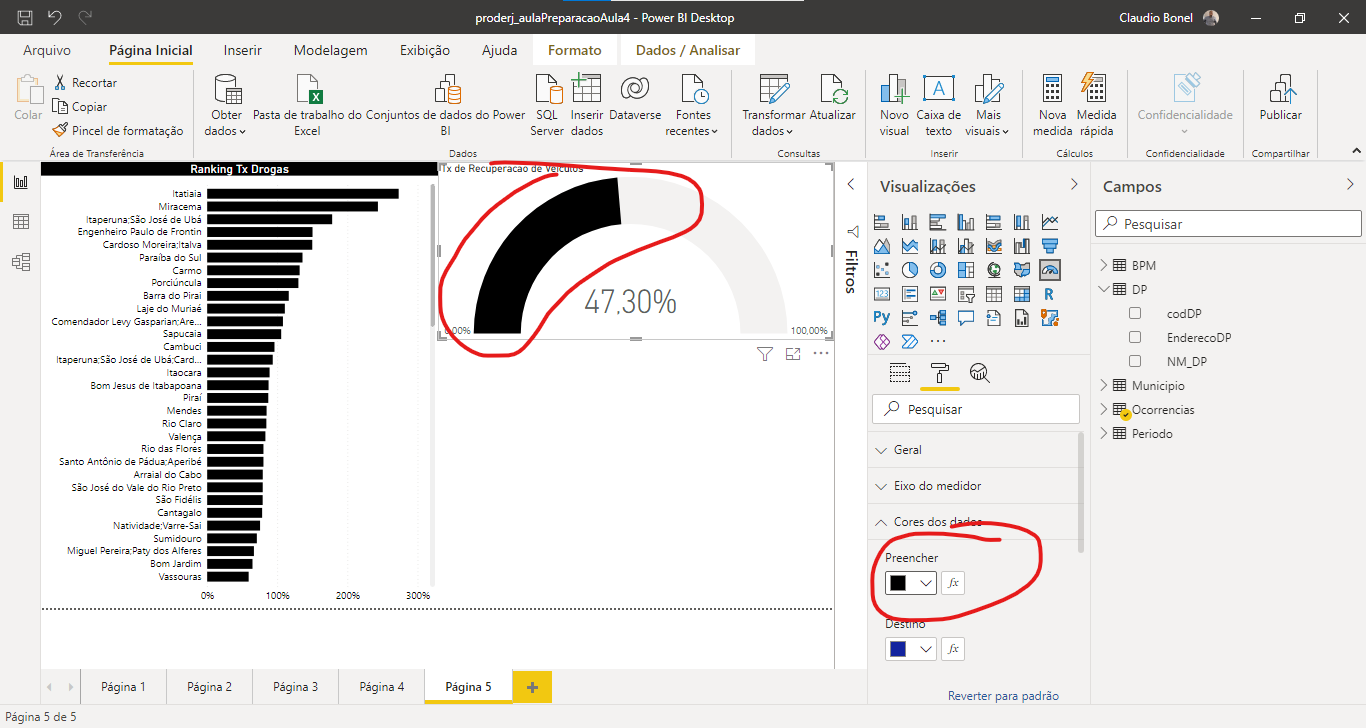 proderj_aulaPreparacaoAula4 - Power BI Desktop
Claudio Bonel
Arquivo
Página Inicial
Inserir
Modelagem
Exibição
Ajuda
Formato
Dados / Analisar
Colar
Recortar
Copiar
Pincel de formatação
Área de Transferência
Obter
dados
Pasta de trabalho do
Excel
Conjuntos de dados do Power
BI
SQL
Server
Inserir
dados
Dataverse
Fontes
recentes
Dados
Transformar
dados
Atualizar
Consultas
Novo
visual
Caixa de
texto
Mais
visuais
Inserir
Nova
medida
Medida
rápida
Cálculos
Confidencialidade
Confidencialidade
Publicar
Compartilhar
Ranking Tx Drogas
Itatiaia
Miracema
Itaperuna;São José de Ubá
Engenheiro Paulo de Frontin
Cardoso Moreira;Italva
Paraíba do Sul
Carmo
Porciúncula
Barra do Piraí
Laje do Muriaé
Comendador Levy Gasparian;Are...
Sapucaia
Cambuci
Itaperuna;São José de Ubá;Card...
Itaocara
Bom Jesus de Itabapoana
Piraí
Mendes
Rio Claro
Valença
Rio das Flores
Santo Antônio de Pádua;Aperibé
Arraial do Cabo
São José do Vale do Rio Preto
São Fidélis
Cantagalo
Natividade;Varre-Sai
Sumidouro
Miguel Pereira;Paty dos Alferes
Bom Jardim
Vassouras
0%
100%
200%
300%
Tx de Recuperacao de Veiculos
47,30%
0,00%
100,00%
Filtros
Visualizações
R
Py
Pesquisar
Geral
Eixo do medidor
Cores dos dados
Preencher
fx
Destino
fx
Reverter para padrão
Campos
Pesquisar
BPM
DP
codDP
EnderecoDP
NM_DP
Municipio
Ocorrencias
Periodo
Página 1
Página 2
Página 3
Página 4
Página 5
Página 5 de 5